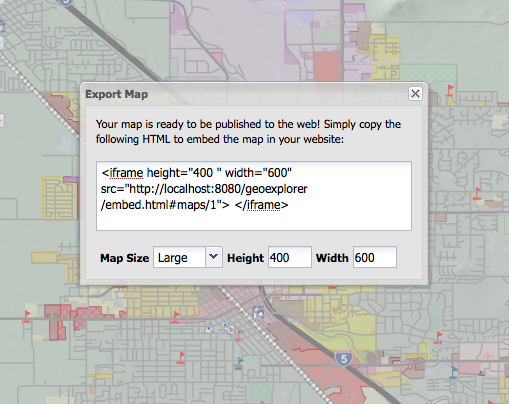 5
Export Map
Your map is ready to be published to the web! Simply copy the
following HTML to embed the map in your website:
<iframe height="400 " width="600"
src="http://localhost:8080/geoexplorer
/embed.html#maps/1"> </iframe>
Map Size Large Height 400 Width 600
5